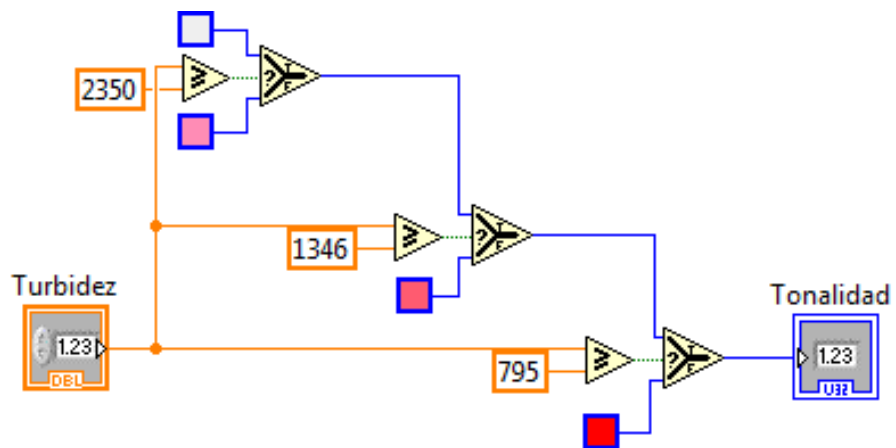 T
?
F
2350
T
?
F
1346
Turbidez
1.23
DBL
T
?
F
795
Tonalidad
1.23
U32